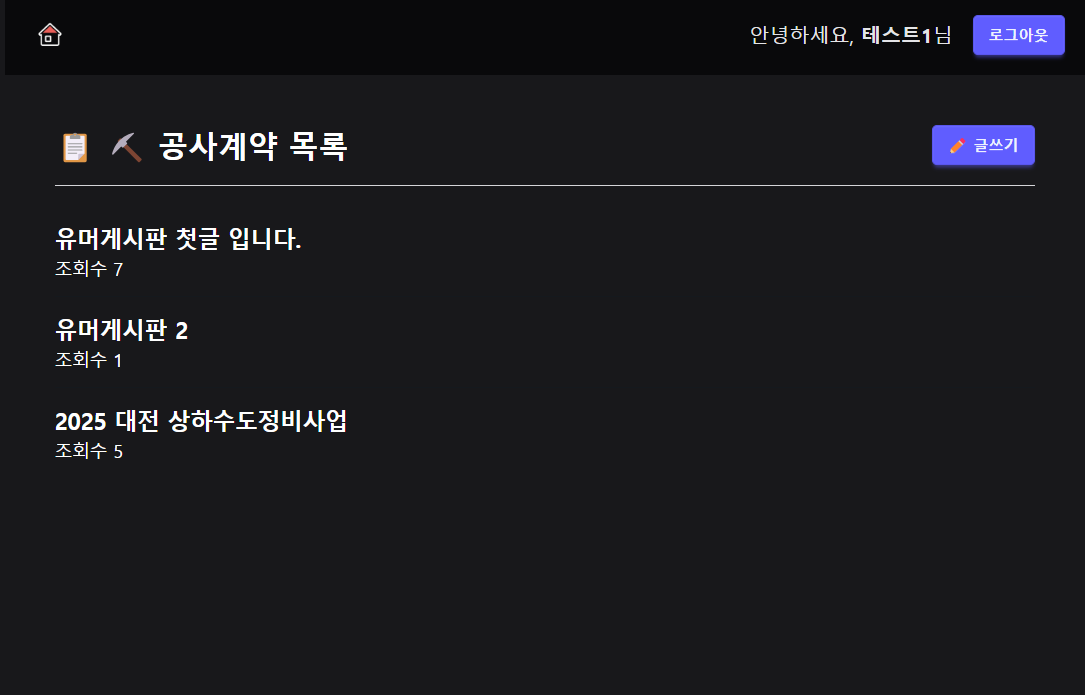 안녕하세요, 테스트1님
로그아웃
공사계약 목록
글쓰기
유머게시판 첫글 입니다.
조회수 7
유머게시판 2
조회수 1
2025 대전 상하수도정비사업
조회수 5